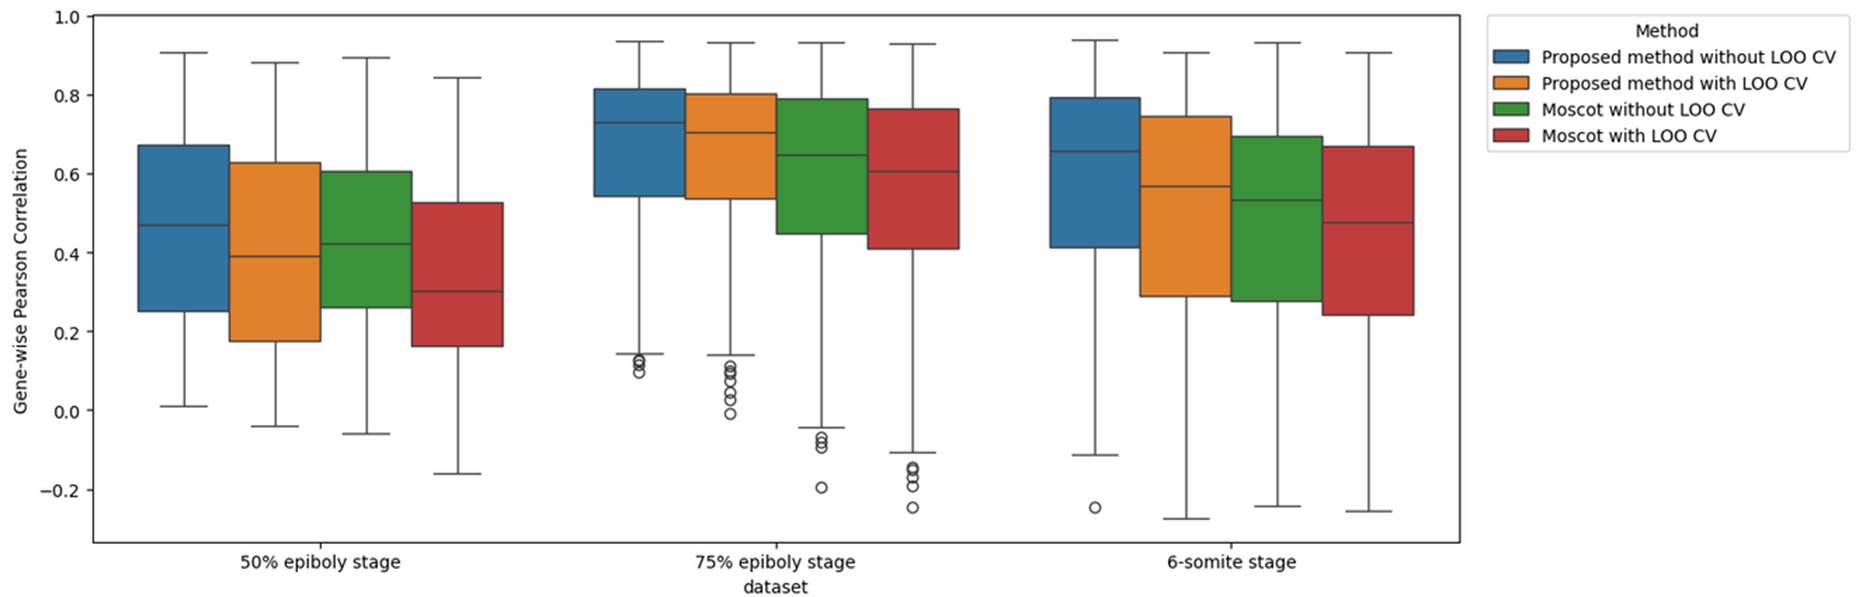 Gene-wise Pearson Correlation
1.0
0.8
0.6
0.4
0.2
0.0
−0.2
50% epiboly stage
75% epiboly stage
6-somite stage
dataset
Method
Proposed method without LOO CV
Proposed method with LOO CV
Moscot without LOO CV
Moscot with LOO CV